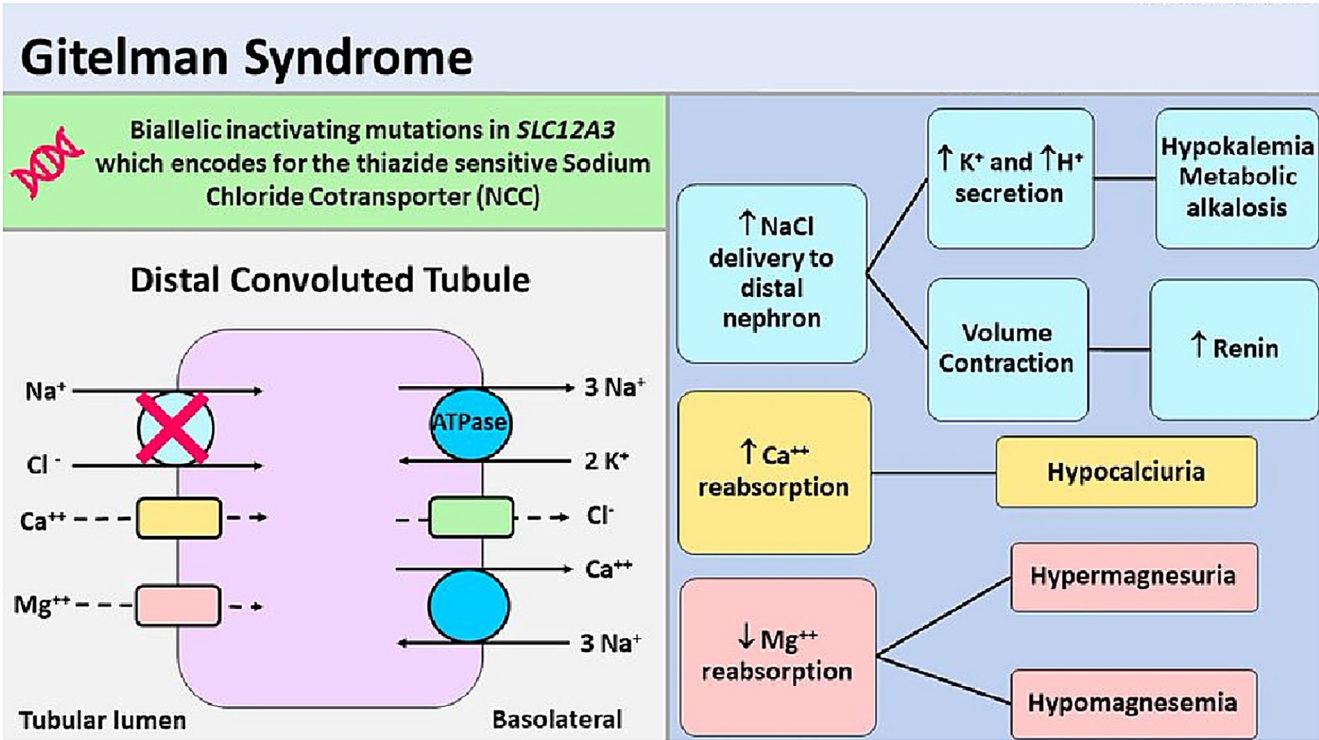 Gitelman Syndrome
Biallelic inactivating mutations in SLC12A3
which encodes for the thiazide sensitive Sodium
Chloride Cotransporter (NCC)
Distal Convoluted Tubule
Na⁺
Cl⁻
Ca⁺⁺
Mg⁺⁺
ATPase
3 Na⁺
2 K⁺
Cl⁻
Ca⁺⁺
3 Na⁺
Tubular lumen
Basolateral
↑NaCl
delivery to
distal
nephron
↑ K⁺ and ↑H⁺
secretion
Hypokalemia
Metabolic
alkalosis
Volume
Contraction
↑ Renin
↑ Ca⁺⁺
reabsorption
Hypocalciuria
↓ Mg⁺⁺
reabsorption
Hypermagnesuria
Hypomagnesemia